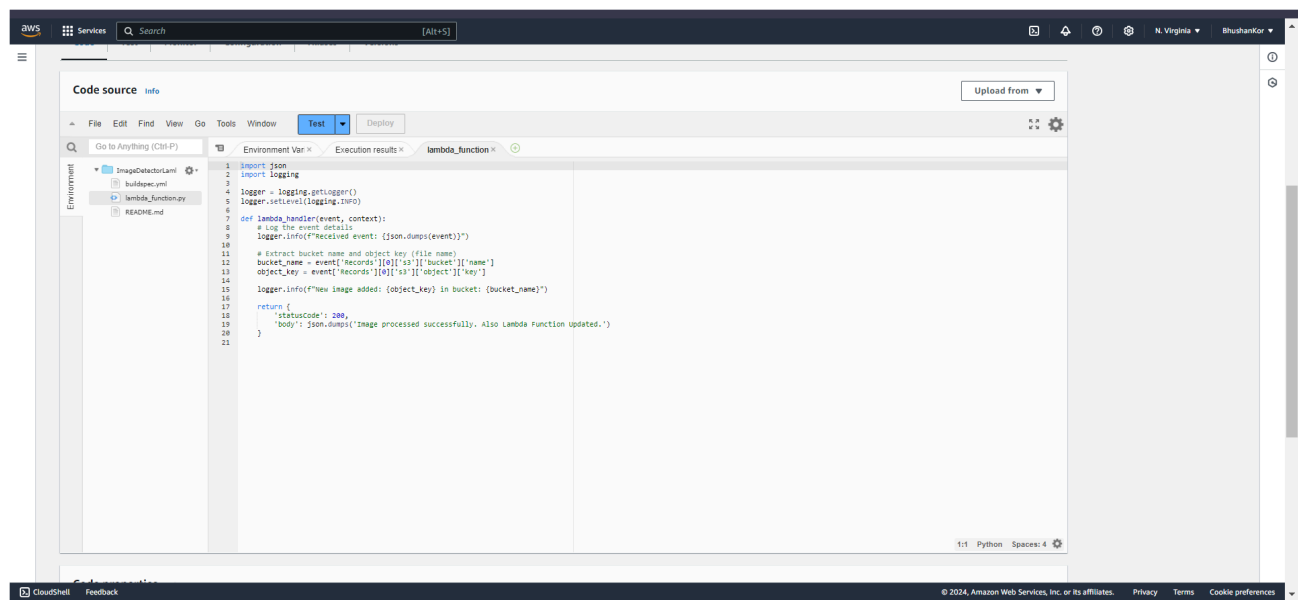 aws Services Search [Alt+S] N. Virginia BhushanKor
Code source Info
Upload from
File Edit Find View Go Tools Window Test Deploy
Go to Anything (Ctrl-P)
Environment Var × Execution results × lambda_function ×
Environment
ImageDetectorLaml
buildspec.yml
lambda_function.py
README.md
1 import json
2 import logging
3
4 logger = logging.getLogger()
5 logger.setLevel(logging.INFO)
6
7 def lambda_handler(event, context):
8 # Log the event details
9 logger.info(f"Received event: {json.dumps(event)}")
10
11 # Extract bucket name and object key (file name)
12 bucket_name = event['Records'][0]['s3']['bucket']['name']
13 object_key = event['Records'][0]['s3']['object']['key']
14
15 logger.info(f"New image added: {object_key} in bucket: {bucket_name}")
16
17 return {
18 'statusCode': 200,
19 'body': json.dumps('Image processed successfully. Also Lambda Function Updated.')
20 }
21
1:1 Python Spaces: 4
CloudShell Feedback © 2024, Amazon Web Services, Inc. or its affiliates. Privacy Terms Cookie preferences